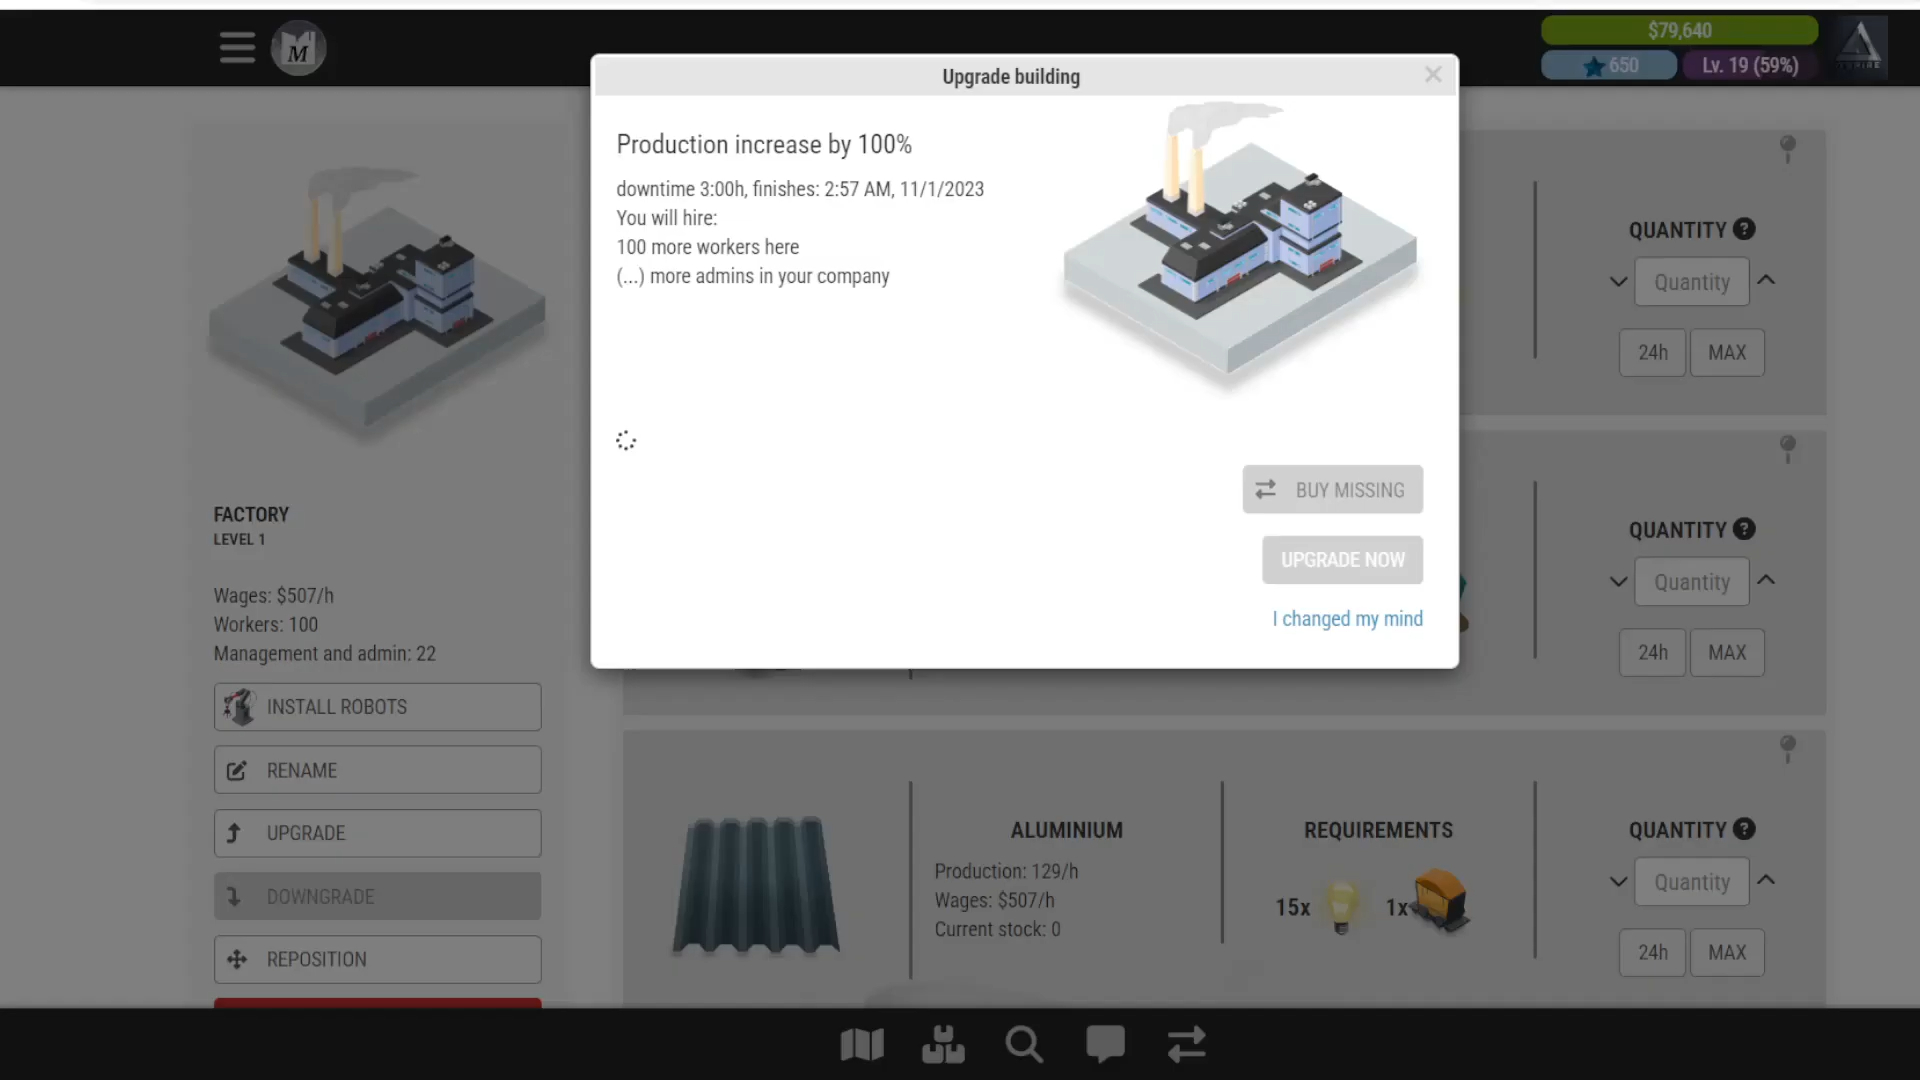 M
$79,640
650
Lv. 19 (59%)
Upgrade building
Production increase by 100%
downtime 3:00h, finishes: 2:57 AM, 11/1/2023
You will hire:
100 more workers here
(...) more admins in your company
BUY MISSING
UPGRADE NOW
I changed my mind
FACTORY
LEVEL 1
Wages: $507/h
Workers: 100
Management and admin: 22
INSTALL ROBOTS
RENAME
UPGRADE
DOWNGRADE
REPOSITION
QUANTITY ?
Quantity
24h
MAX
QUANTITY ?
Quantity
24h
MAX
ALUMINIUM
Production: 129/h
Wages: $507/h
Current stock: 0
REQUIREMENTS
15x
1x
QUANTITY ?
Quantity
24h
MAX